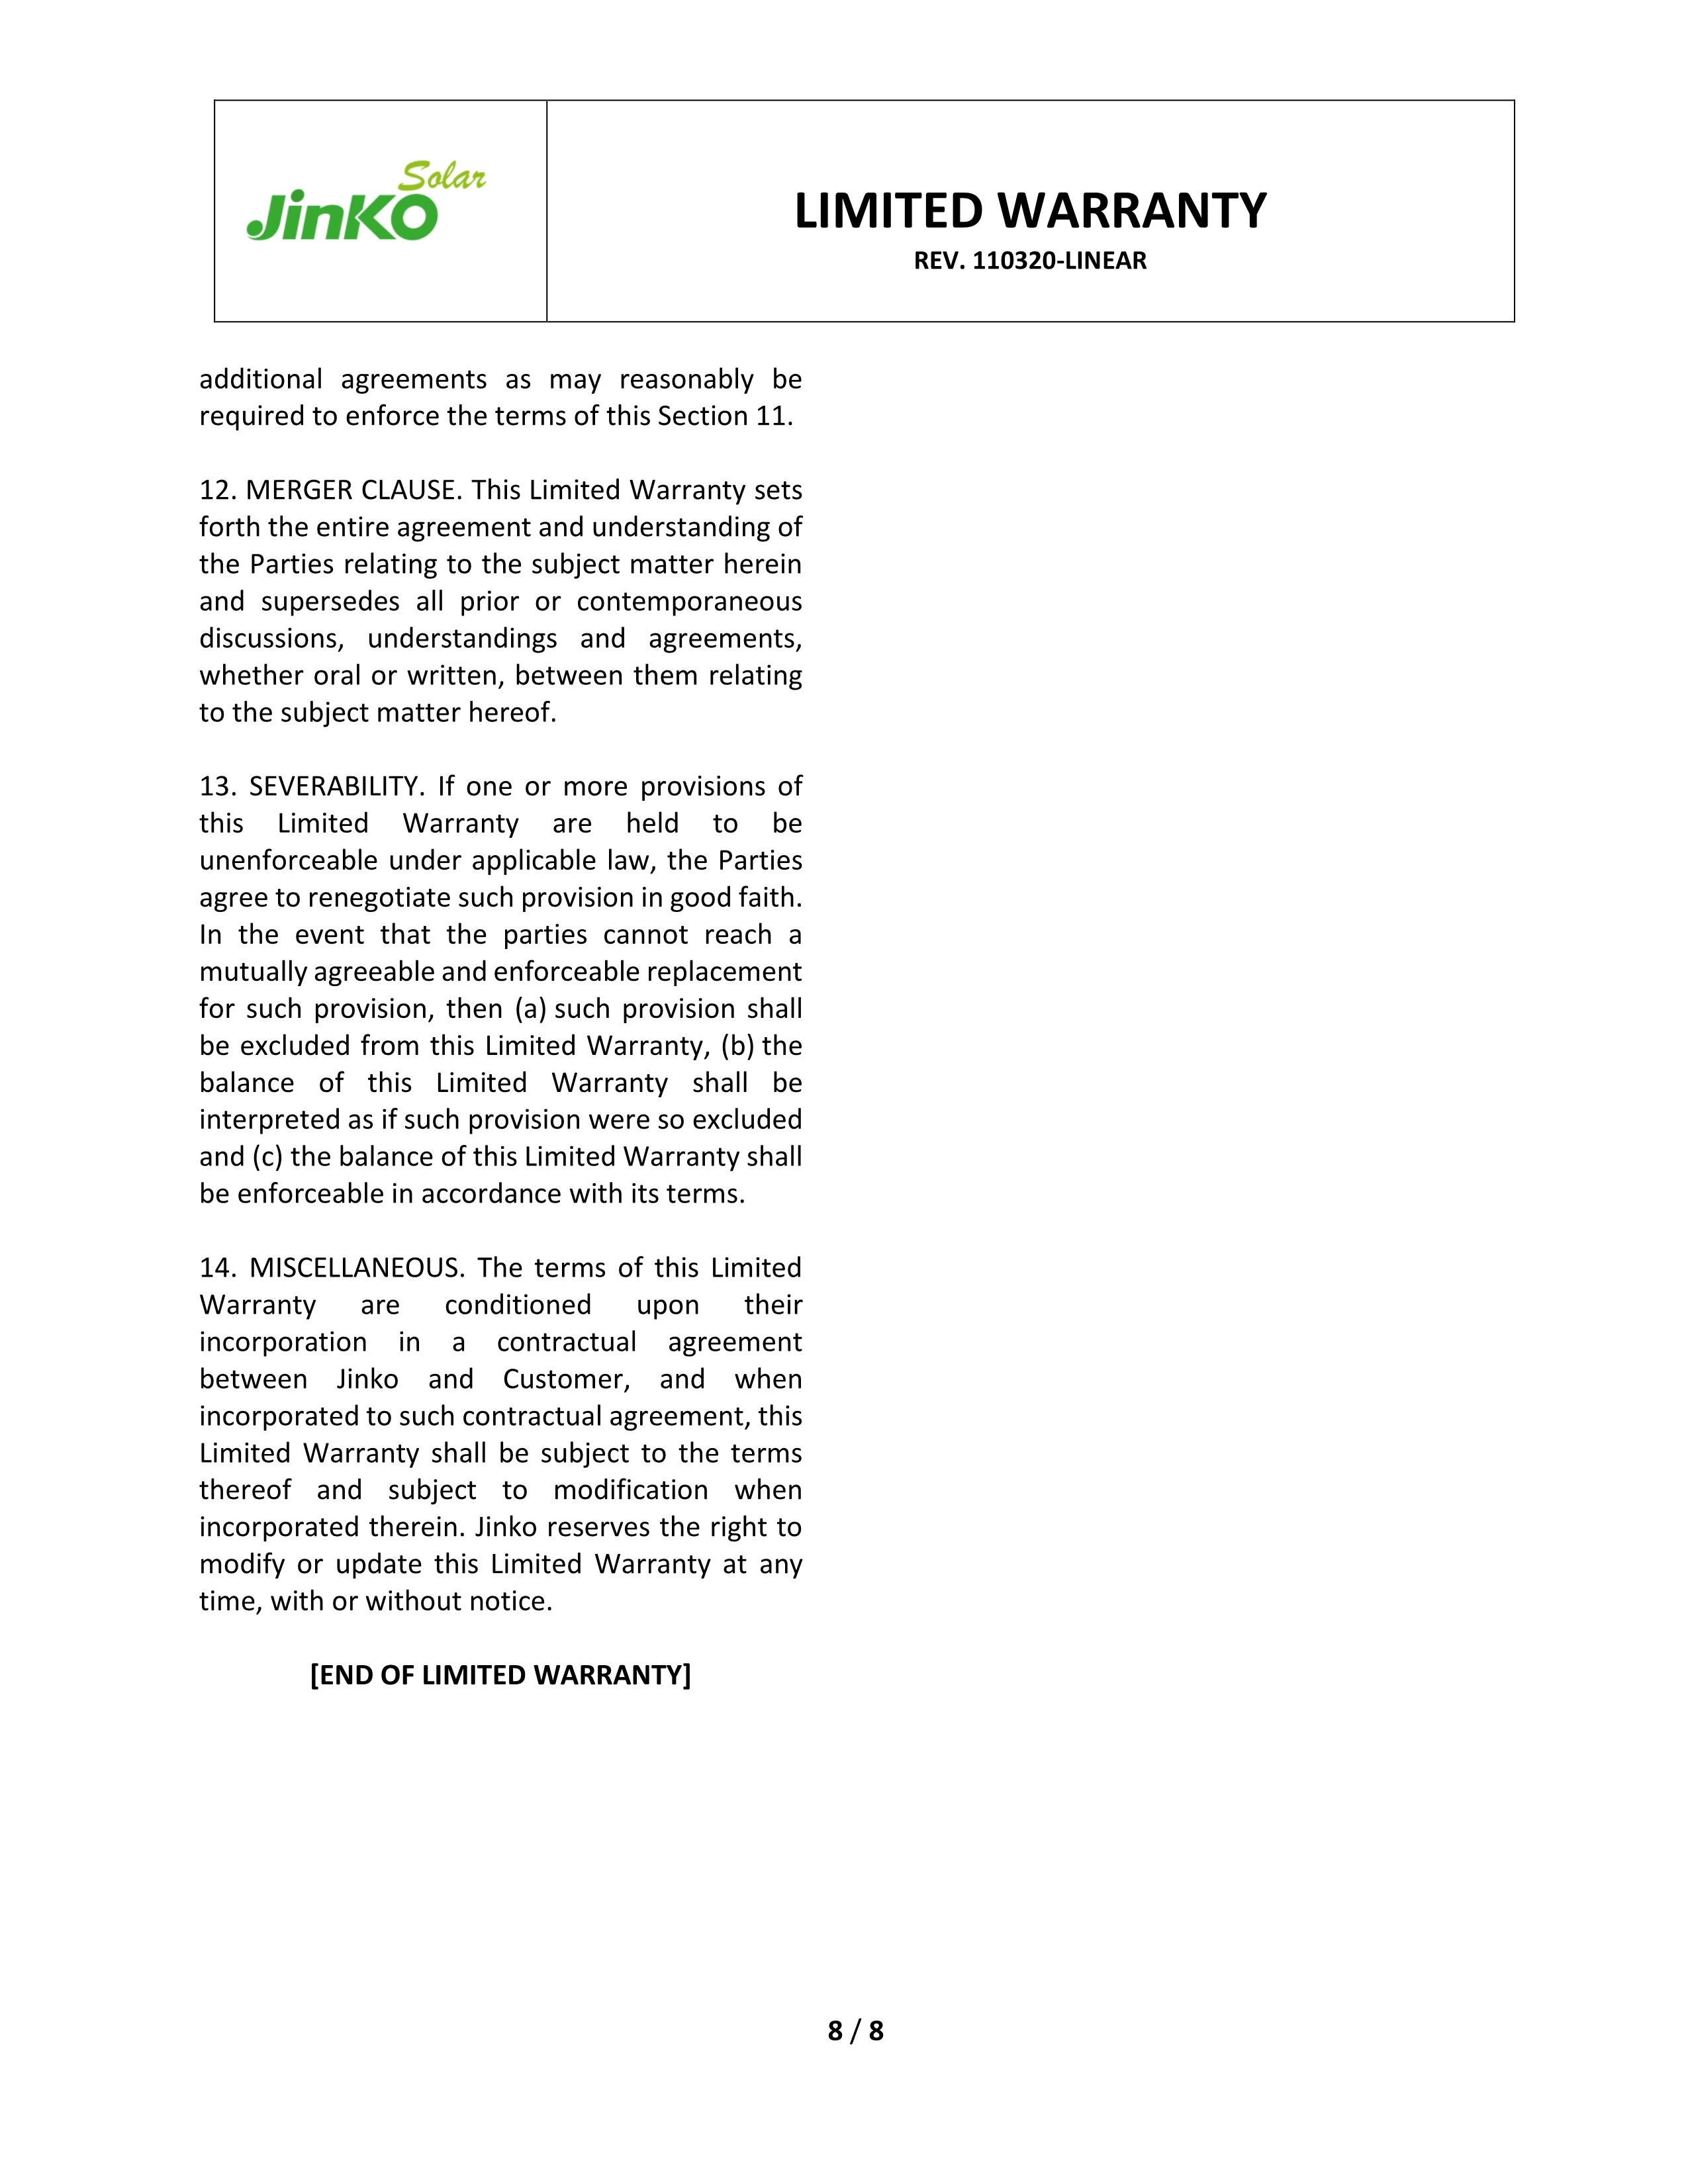 Solar
JinKO
LIMITED WARRANTY
REV. 110320-LINEAR
additional agreements as may reasonably be
required to enforce the terms of this Section 11.
12. MERGER CLAUSE. This Limited Warranty sets
forth the entire agreement and understanding of
the Parties relating to the subject matter herein
and supersedes all prior or contemporaneous
discussions, understandings and agreements,
whether oral or written, between them relating
to the subject matter hereof.
13. SEVERABILITY. If one or more provisions of
this Limited Warranty are held to be
unenforceable under applicable law, the Parties
agree to renegotiate such provision in good faith.
In the event that the parties cannot reach a
mutually agreeable and enforceable replacement
for such provision, then (a) such provision shall
be excluded from this Limited Warranty, (b) the
balance of this Limited Warranty shall be
interpreted as if such provision were so excluded
and (c) the balance of this Limited Warranty shall
be enforceable in accordance with its terms.
14. MISCELLANEOUS. The terms of this Limited
Warranty are conditioned upon their
incorporation in a contractual agreement
between Jinko and Customer, and when
incorporated to such contractual agreement, this
Limited Warranty shall be subject to the terms
thereof and subject to modification when
incorporated therein. Jinko reserves the right to
modify or update this Limited Warranty at any
time, with or without notice.
[END OF LIMITED WARRANTY]
8 / 8